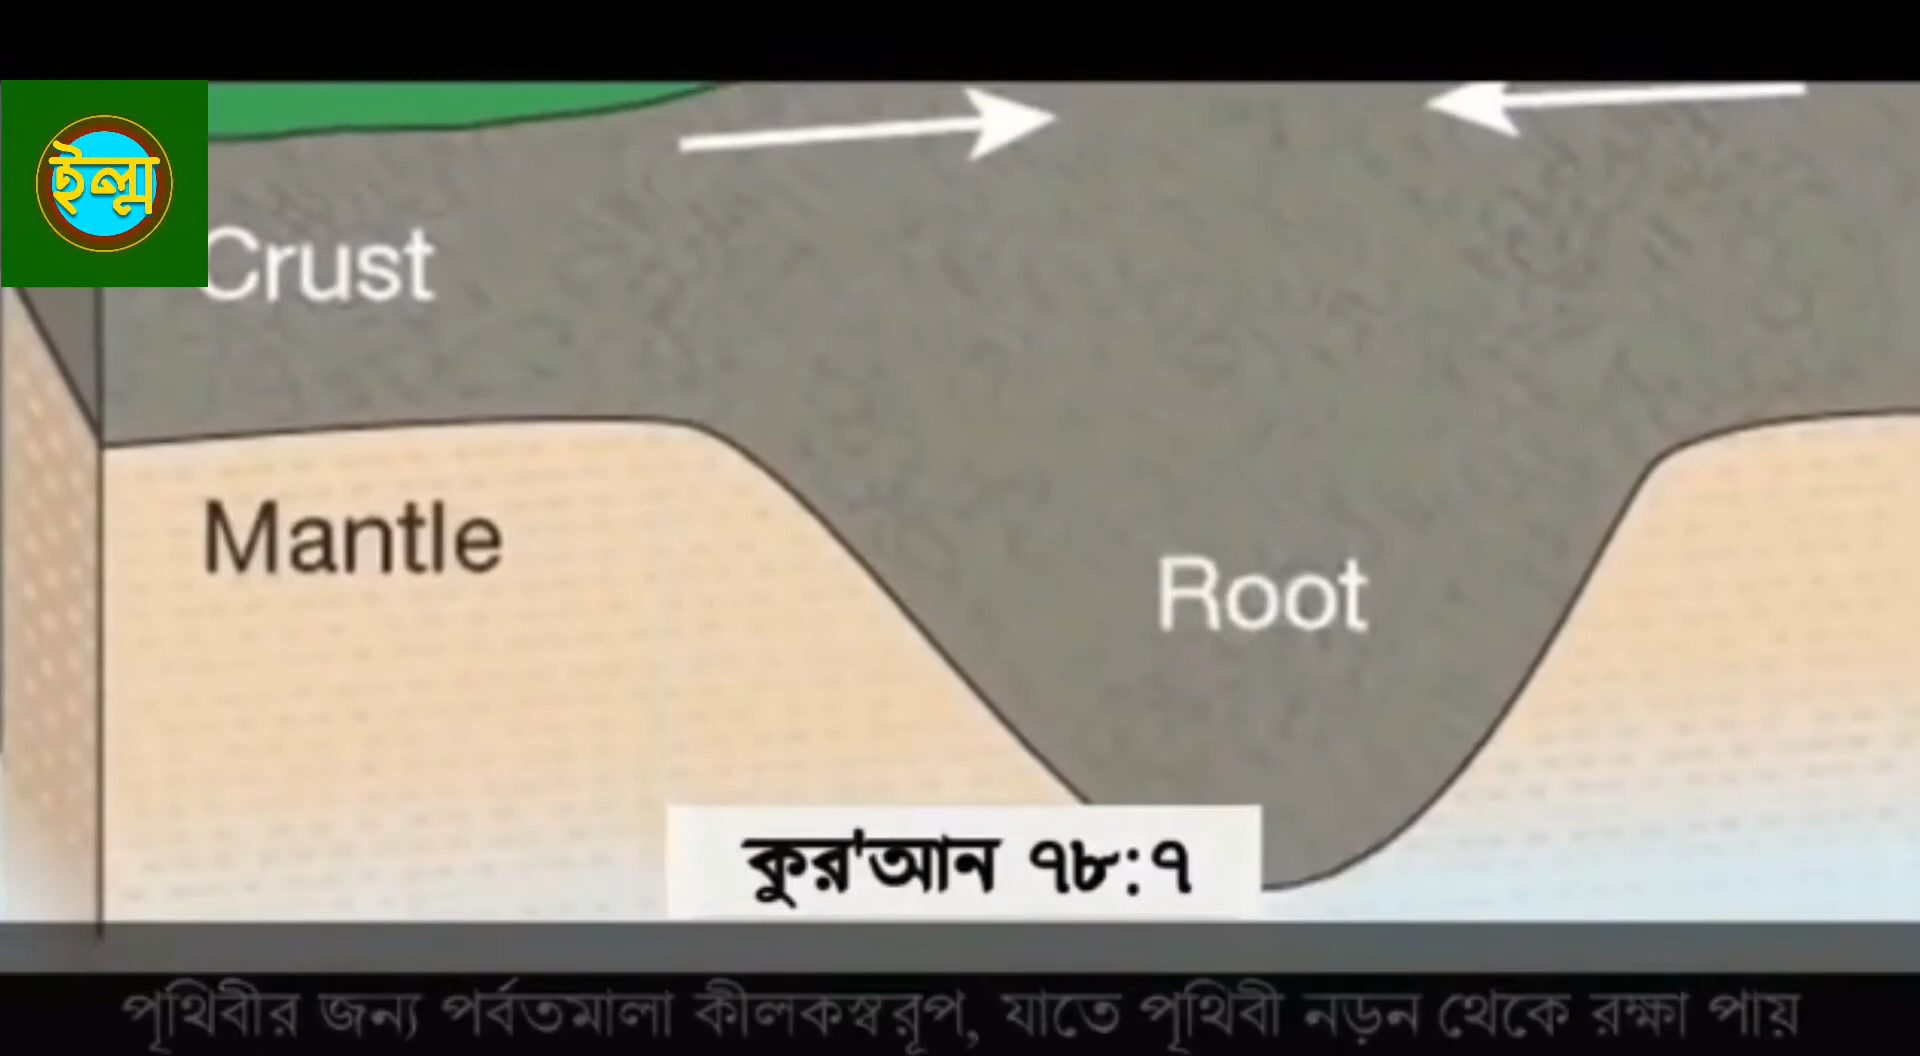 ইল্ম
Crust
Mantle
Root
কুর'আন ৭৮:৭
পৃথিবীর জন্য পর্বতমালা কীলকস্বরূপ, যাতে পৃথিবী নড়ন থেকে রক্ষা পায়